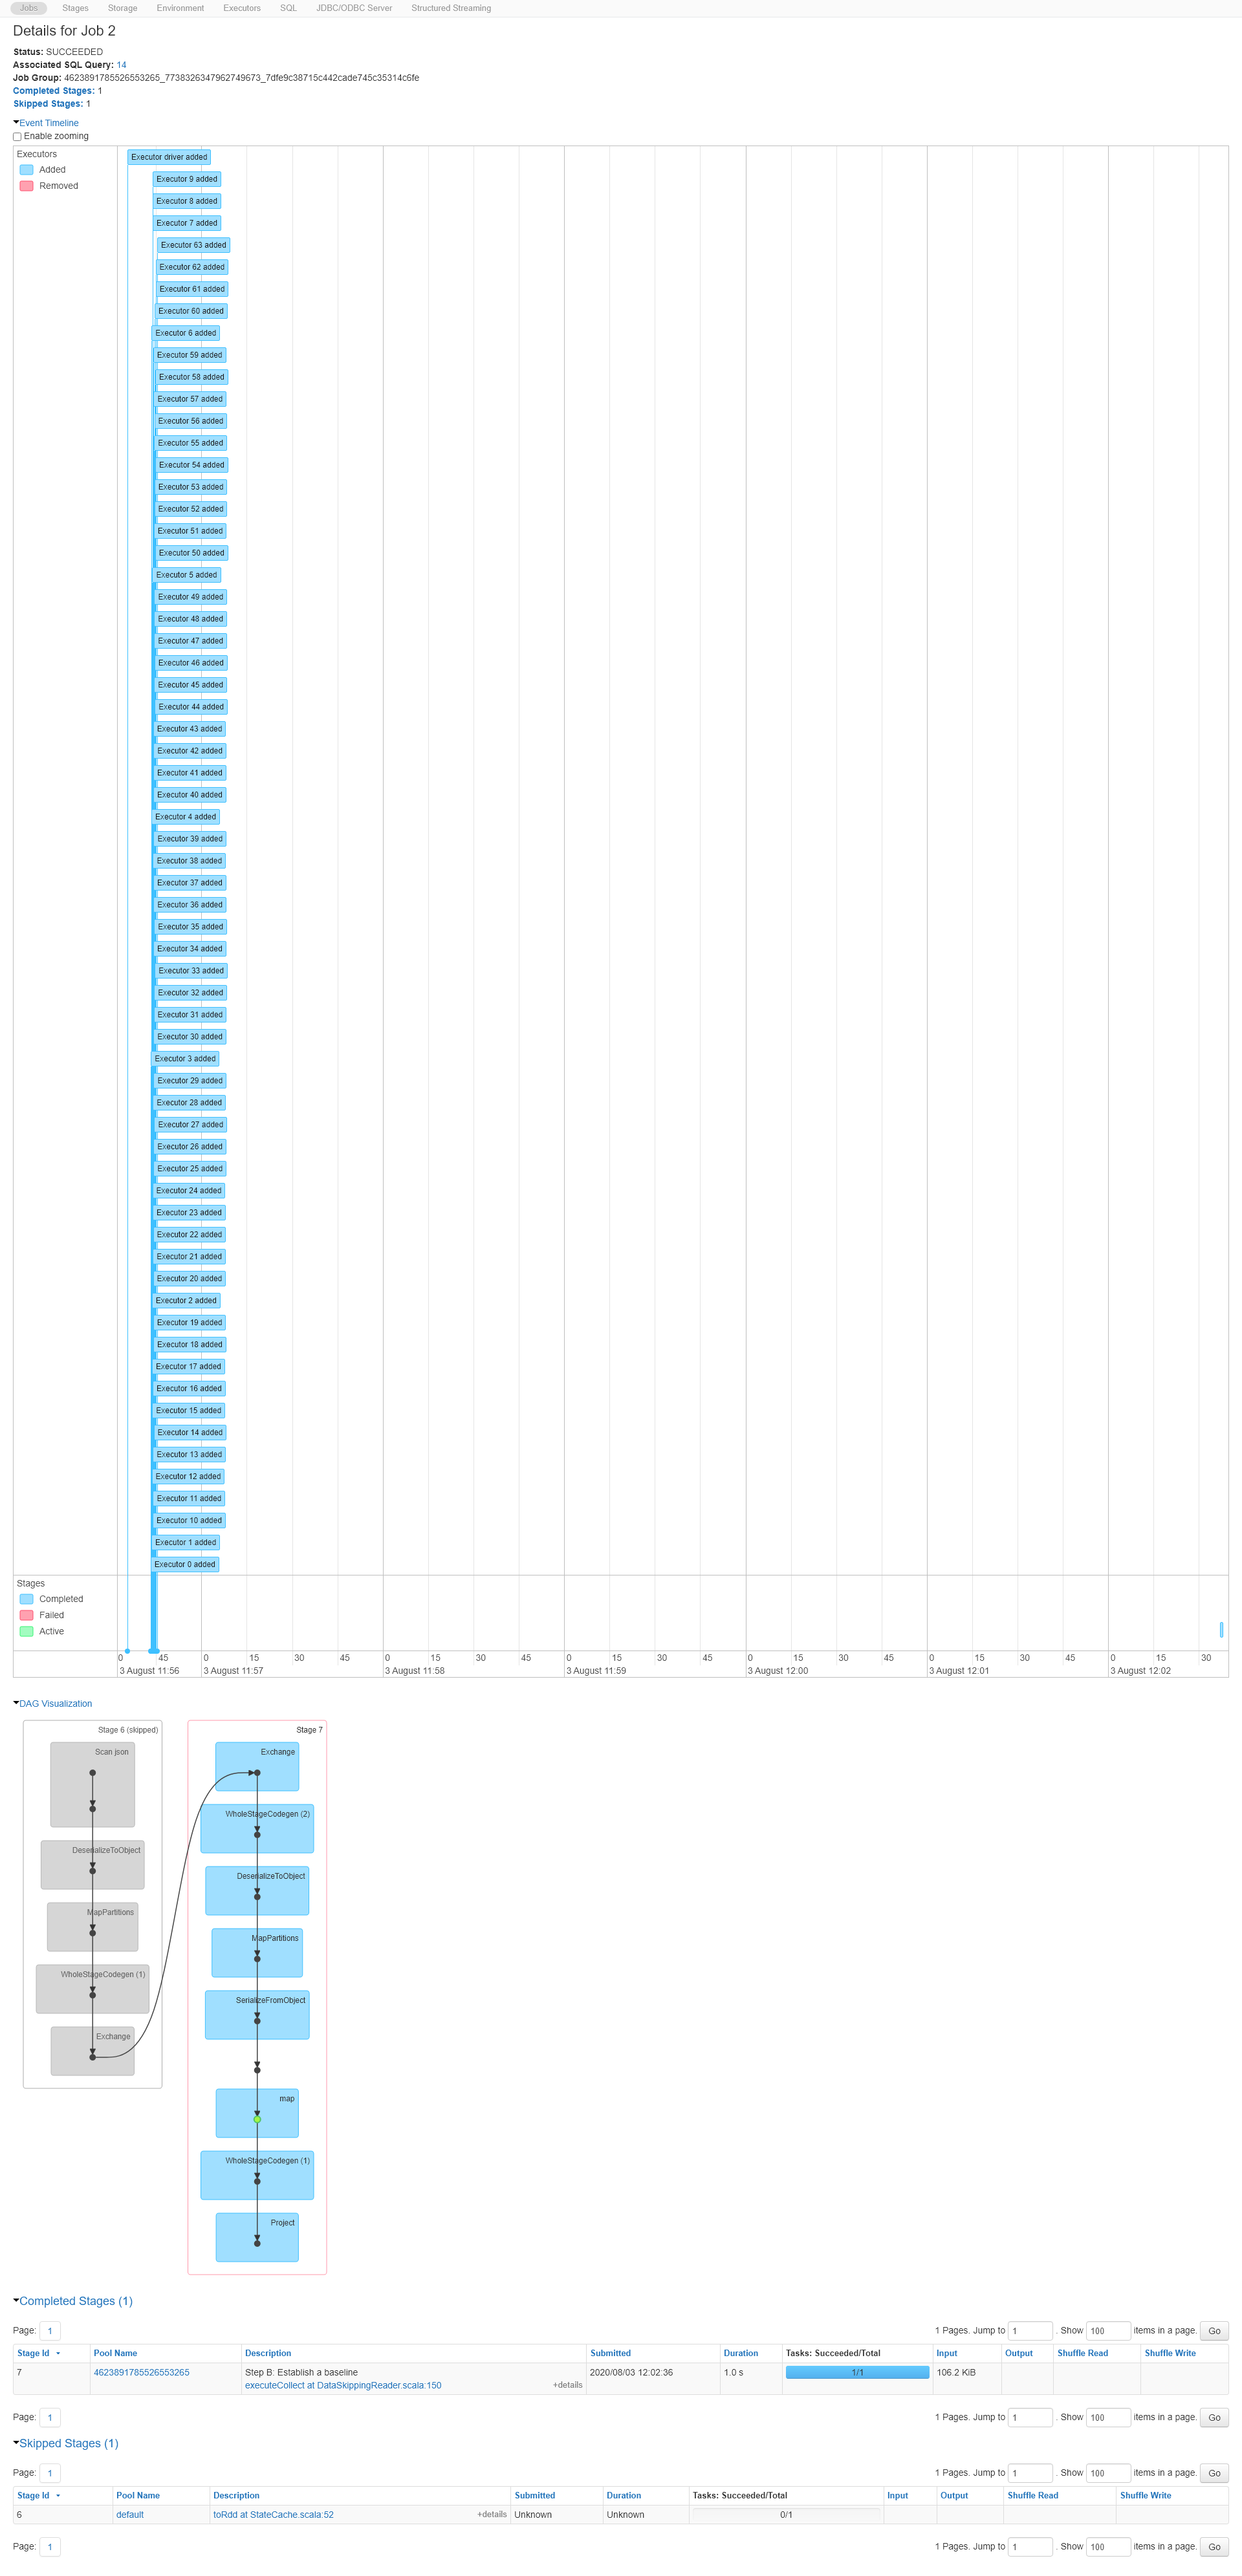 Jobs Stages Storage Environment Executors SQL JDBC/ODBC Server Structured Streaming
Details for Job 2
Status: SUCCEEDED
Associated SQL Query: 14
Job Group: 4623891785526553265_7738326347962749673_7dfe9c38715c442cade745c35314c6fe
Completed Stages: 1
Skipped Stages: 1
Event Timeline
Enable zooming
Executors
Added
Removed
Executor driver added
Executor 9 added
Executor 8 added
Executor 7 added
Executor 63 added
Executor 62 added
Executor 61 added
Executor 60 added
Executor 6 added
Executor 59 added
Executor 58 added
Executor 57 added
Executor 56 added
Executor 55 added
Executor 54 added
Executor 53 added
Executor 52 added
Executor 51 added
Executor 50 added
Executor 5 added
Executor 49 added
Executor 48 added
Executor 47 added
Executor 46 added
Executor 45 added
Executor 44 added
Executor 43 added
Executor 42 added
Executor 41 added
Executor 40 added
Executor 4 added
Executor 39 added
Executor 38 added
Executor 37 added
Executor 36 added
Executor 35 added
Executor 34 added
Executor 33 added
Executor 32 added
Executor 31 added
Executor 30 added
Executor 3 added
Executor 29 added
Executor 28 added
Executor 27 added
Executor 26 added
Executor 25 added
Executor 24 added
Executor 23 added
Executor 22 added
Executor 21 added
Executor 20 added
Executor 2 added
Executor 19 added
Executor 18 added
Executor 17 added
Executor 16 added
Executor 15 added
Executor 14 added
Executor 13 added
Executor 12 added
Executor 11 added
Executor 10 added
Executor 1 added
Executor 0 added
Stages
Completed
Failed
Active
0 45 0 15 30 45 0 15 30 45 0 15 30 45 0 15 30 45 0 15 30 45 0 15 30
3 August 11:56 3 August 11:57 3 August 11:58 3 August 11:59 3 August 12:00 3 August 12:01 3 August 12:02
DAG Visualization
Stage 6 (skipped)
Scan json
DeserializeToObject
MapPartitions
WholeStageCodegen (1)
Exchange
Stage 7
Exchange
WholeStageCodegen (2)
DeserializeToObject
MapPartitions
SerializeFromObject
map
WholeStageCodegen (1)
Project
Completed Stages (1)
Page: 1 1 Pages. Jump to 1 . Show 100 items in a page. Go
Stage Id Pool Name Description Submitted Duration Tasks: Succeeded/Total Input Output Shuffle Read Shuffle Write
7 4623891785526553265 Step B: Establish a baseline 2020/08/03 12:02:36 1.0 s 1/1 106.2 KiB
executeCollect at DataSkippingReader.scala:150 +details
Page: 1 1 Pages. Jump to 1 . Show 100 items in a page. Go
Skipped Stages (1)
Page: 1 1 Pages. Jump to 1 . Show 100 items in a page. Go
Stage Id Pool Name Description Submitted Duration Tasks: Succeeded/Total Input Output Shuffle Read Shuffle Write
6 default toRdd at StateCache.scala:52 +details Unknown Unknown 0/1
Page: 1 1 Pages. Jump to 1 . Show 100 items in a page. Go